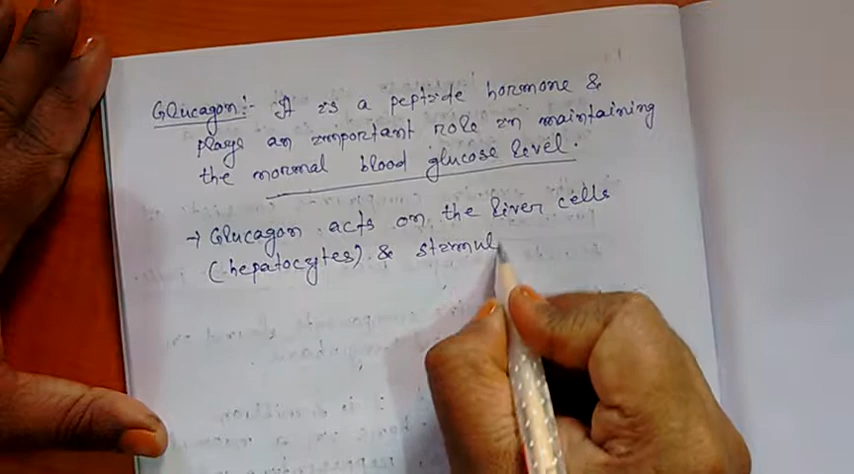 Glucagon:- It is a peptide hormone &
plays an important role in maintaining
the normal blood glucose level.
→ Glucagon acts on the liver cells
(hepatocytes) & stimul